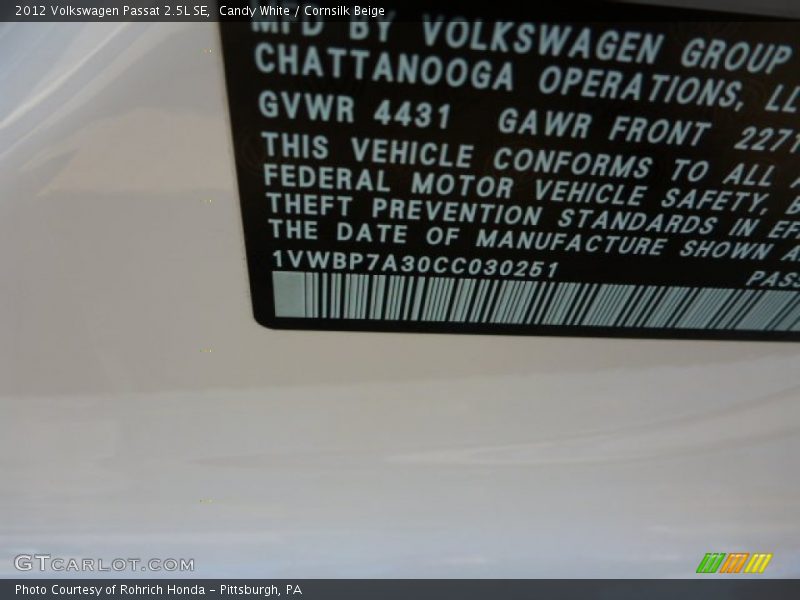 2012 Volkswagen Passat 2.5L SE, Candy White / Cornsilk Beige
MFD BY VOLKSWAGEN GROUP
CHATTANOOGA OPERATIONS, LL
GVWR 4431 GAWR FRONT 2271
THIS VEHICLE CONFORMS TO ALL A
FEDERAL MOTOR VEHICLE SAFETY, B
THEFT PREVENTION STANDARDS IN EF
THE DATE OF MANUFACTURE SHOWN A
1VWBP7A30CC030251 PASS
GTCARLOT.COM
Photo Courtesy of Rohrich Honda - Pittsburgh, PA